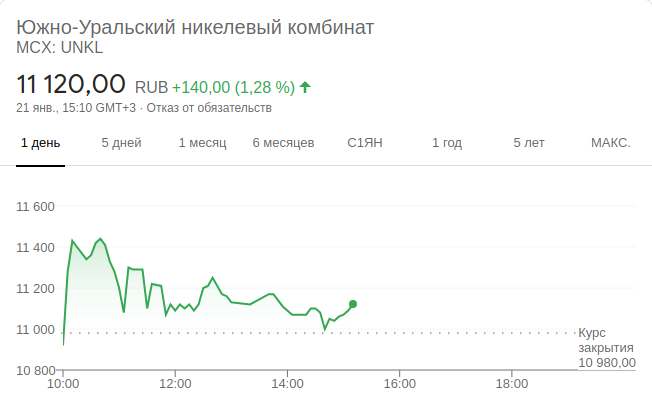 Южно-Уральский никелевый комбинат
MCX: UNKL
11 120,00 RUB +140,00 (1,28 %)
21 янв., 15:10 GMT+3 · Отказ от обязательств
1 день 5 дней 1 месяц 6 месяцев С1ЯН 1 год 5 лет МАКС.
11 600
11 400
11 200
11 000
Курс
закрытия
10 980,00
10 800
10:00 12:00 14:00 16:00 18:00